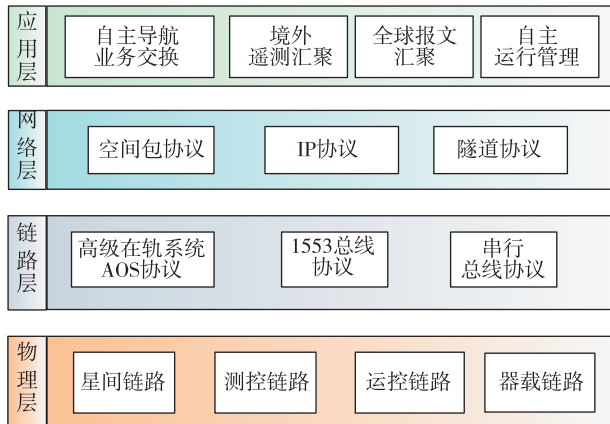 应用层
自主导航
业务交换
境外
遥测汇聚
全球报文
汇聚
自主
运行管理
网络层
空间包协议
IP协议
隧道协议
链路层
高级在轨系统
AOS协议
1553总线
协议
串行
总线协议
物理层
星间链路
测控链路
运控链路
器载链路